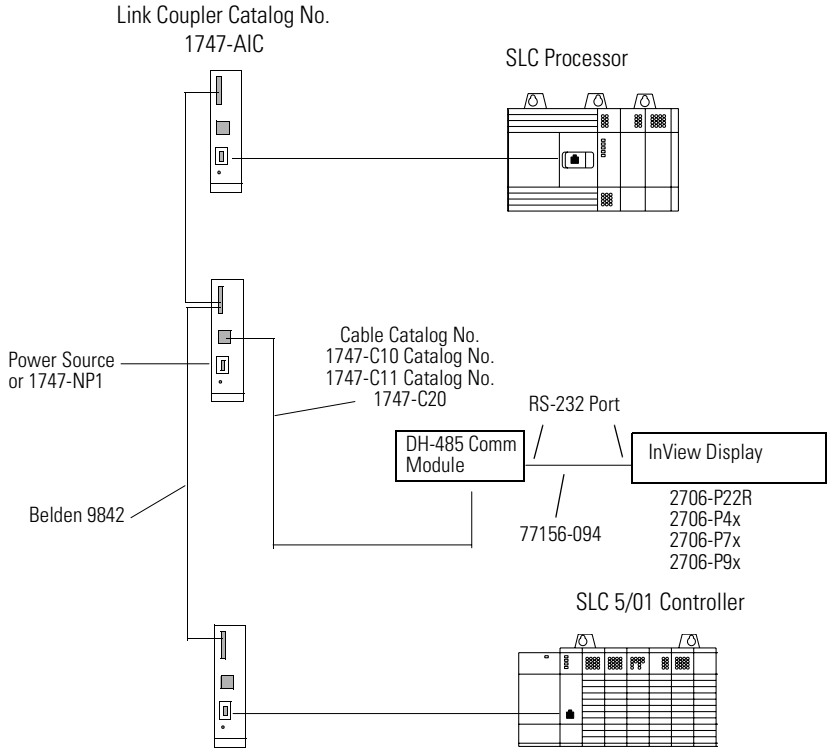 Link Coupler Catalog No.
1747-AIC
SLC Processor
Power Source
or 1747-NP1
Cable Catalog No.
1747-C10 Catalog No.
1747-C11 Catalog No.
1747-C20
RS-232 Port
DH-485 Comm
Module
InView Display
Belden 9842
77156-094
2706-P22R
2706-P4x
2706-P7x
2706-P9x
SLC 5/01 Controller